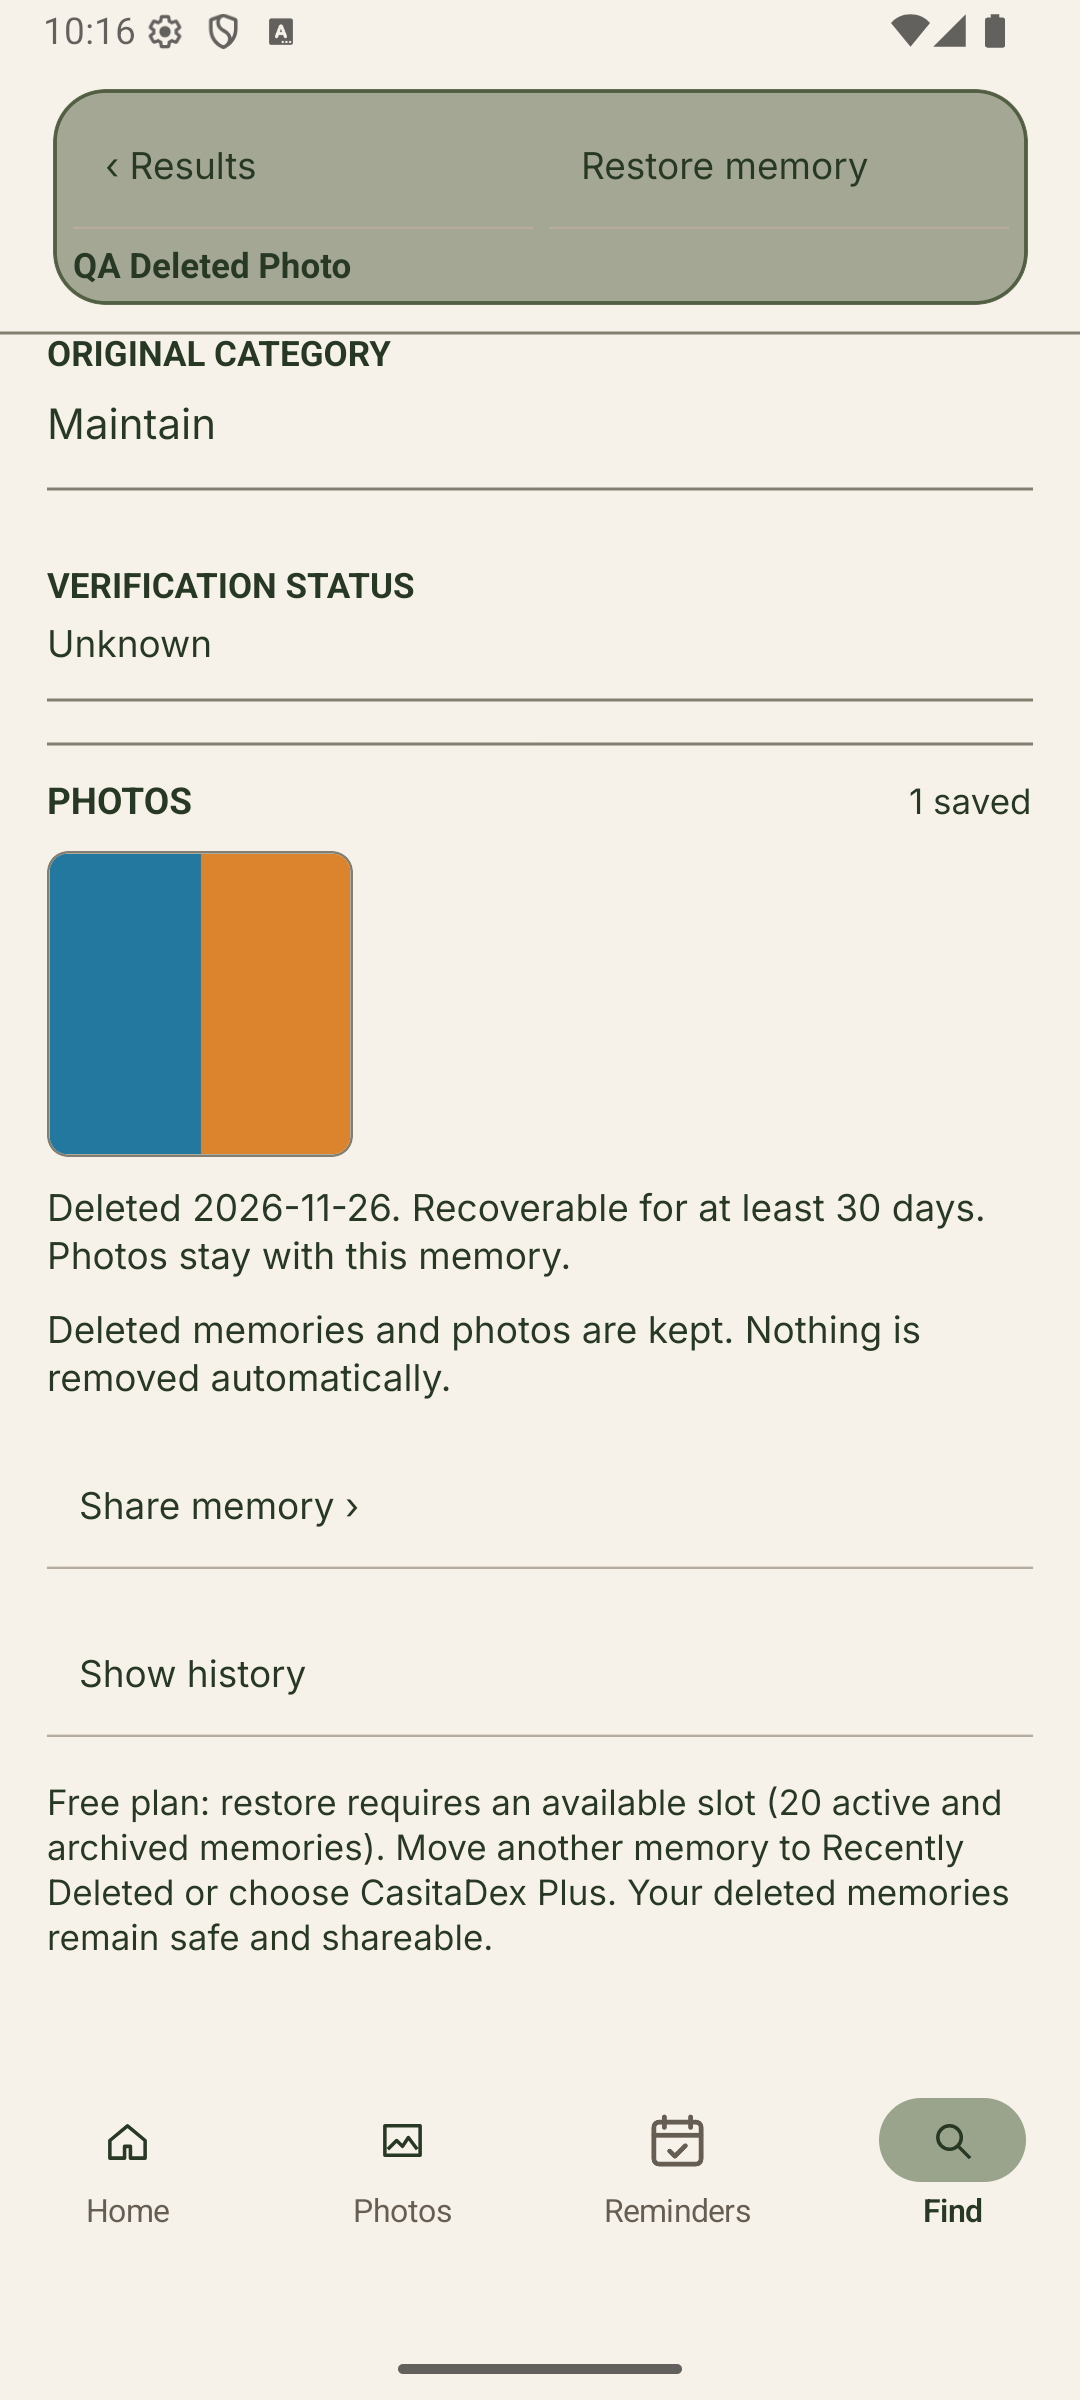 10:16
‹ Results
Restore memory
QA Deleted Photo
ORIGINAL CATEGORY
Maintain
VERIFICATION STATUS
Unknown
PHOTOS
1 saved
Deleted 2026-11-26. Recoverable for at least 30 days.
Photos stay with this memory.
Deleted memories and photos are kept. Nothing is
removed automatically.
Share memory ›
Show history
Free plan: restore requires an available slot (20 active and
archived memories). Move another memory to Recently
Deleted or choose CasitaDex Plus. Your deleted memories
remain safe and shareable.
Home
Photos
Reminders
Find